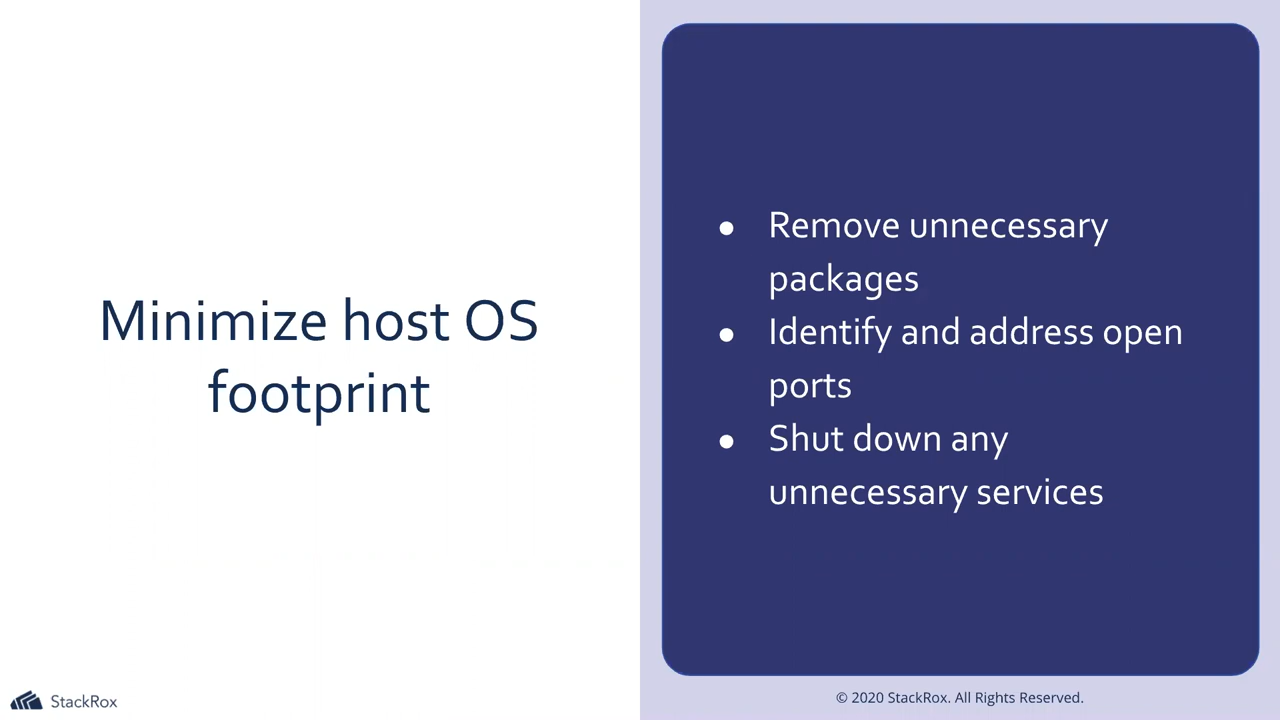 Minimize host OS
footprint
● Remove unnecessary
packages
● Identify and address open
ports
● Shut down any
unnecessary services
StackRox
© 2020 StackRox. All Rights Reserved.